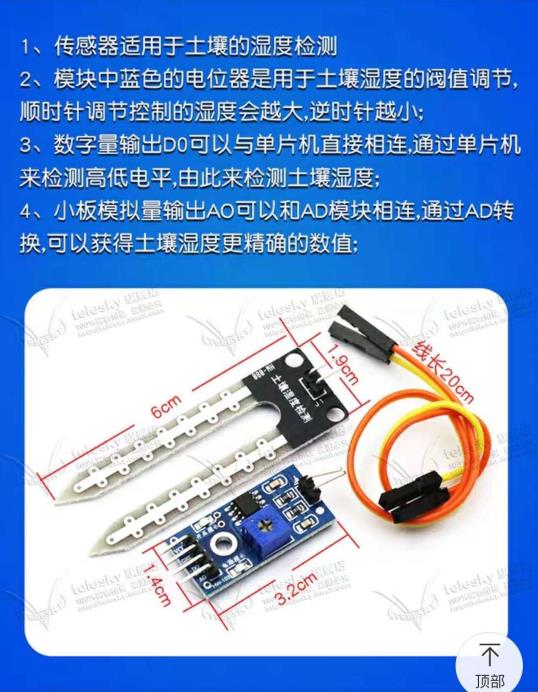 1、传感器适用于土壤的湿度检测
2、模块中蓝色的电位器是用于土壤湿度的阀值调节,
顺时针调节控制的湿度会越大,逆时针越小;
3、数字量输出D0可以与单片机直接相连,通过单片机
来检测高低电平,由此来检测土壤湿度;
4、小板模拟量输出AO可以和AD模块相连,通过AD转
换,可以获得土壤湿度更精确的数值;
telesky 旗舰店
1.9cm
线长20cm
6cm
土壤湿度检测
1.4cm
3.2cm
顶部